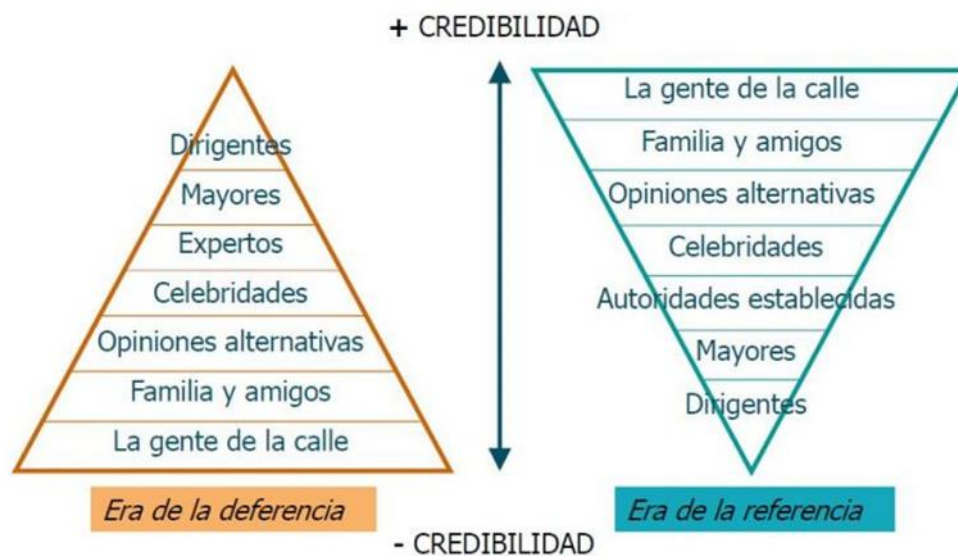 + CREDIBILIDAD
Dirigentes
Mayores
Expertos
Celebridades
Opiniones alternativas
Familia y amigos
La gente de la calle
Era de la deferencia
La gente de la calle
Familia y amigos
Opiniones alternativas
Celebridades
Autoridades establecidas
Mayores
Dirigentes
Era de la referencia
- CREDIBILIDAD